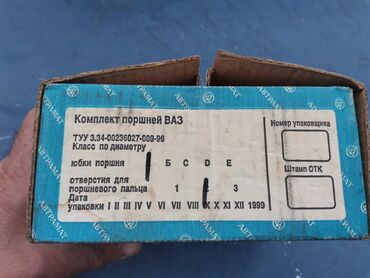 АВТРАМАТ
Комплект поршней ВАЗ
ТУУ 3.34-00236027-009-96
Класс по диаметру
юбки поршня Б C D E
отверстия для
поршневого пальца 1 3
Дата
упаковки I II III IV V VI VII VIII X XI XII 1999
Номер упаковщика
Штамп ОТК